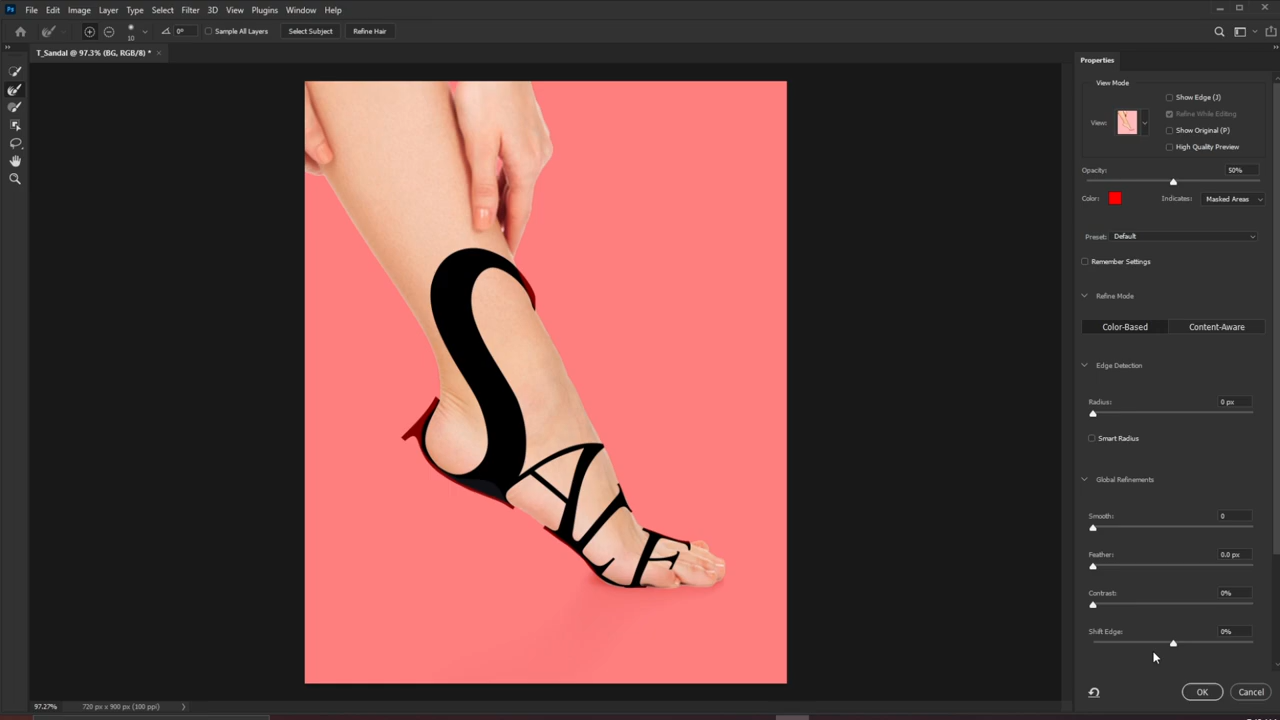 Ps File Edit Image Layer Type Select Filter 3D View Plugins Window Help
10 0° Sample All Layers Select Subject Refine Hair
T_Sandal @ 97.3% (BG, RGB/8) *
Properties
View Mode
Show Edge (J)
View:
Refine While Editing
Show Original (P)
High Quality Preview
Opacity: 50%
Color: Indicates: Masked Areas
Preset: Default
Remember Settings
Refine Mode
Color-Based Content-Aware
Edge Detection
Radius: 0 px
Smart Radius
Global Refinements
Smooth: 0
Feather: 0.0 px
Contrast: 0%
Shift Edge: 0%
OK Cancel
97.27% 720 px x 900 px (100 ppi)